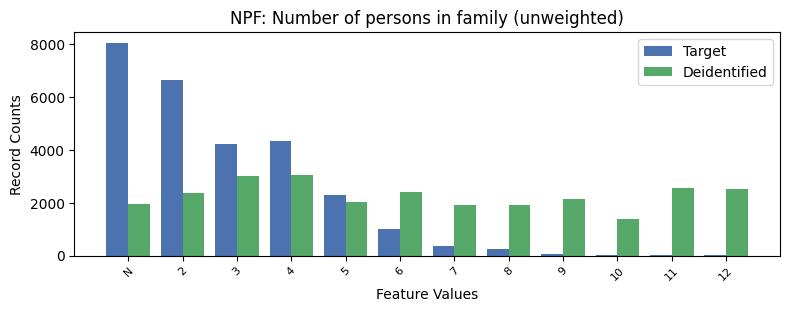 NPF: Number of persons in family (unweighted)
Target
Deidentified
Record Counts
8000
6000
4000
2000
0
N 2 3 4 5 6 7 8 9 10 11 12
Feature Values